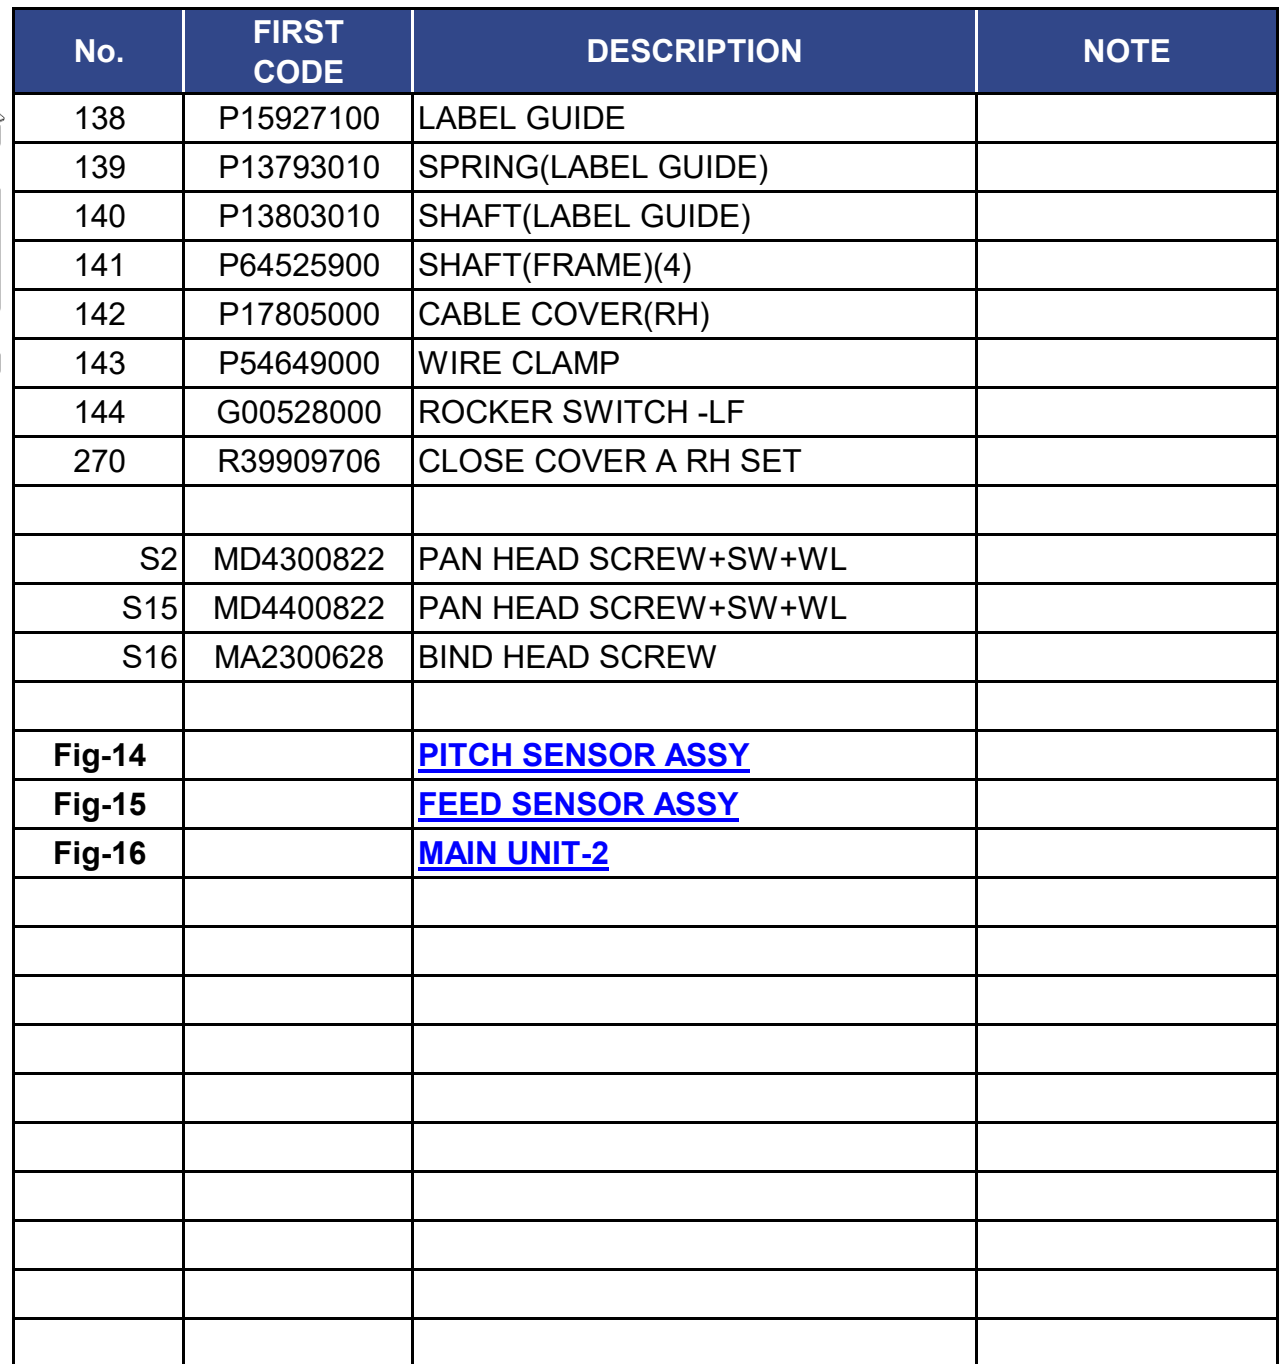 No. FIRST CODE DESCRIPTION NOTE
138 P15927100 LABEL GUIDE
139 P13793010 SPRING(LABEL GUIDE)
140 P13803010 SHAFT(LABEL GUIDE)
141 P64525900 SHAFT(FRAME)(4)
142 P17805000 CABLE COVER(RH)
143 P54649000 WIRE CLAMP
144 G00528000 ROCKER SWITCH -LF
270 R39909706 CLOSE COVER A RH SET
S2 MD4300822 PAN HEAD SCREW+SW+WL
S15 MD4400822 PAN HEAD SCREW+SW+WL
S16 MA2300628 BIND HEAD SCREW
Fig-14 PITCH SENSOR ASSY
Fig-15 FEED SENSOR ASSY
Fig-16 MAIN UNIT-2